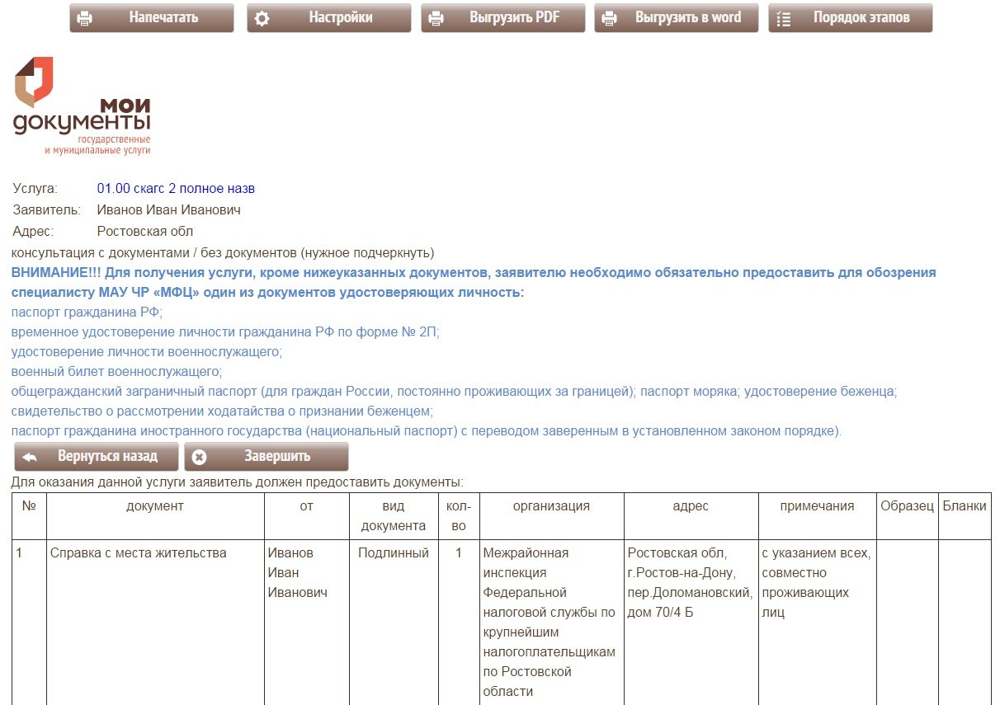 Напечатать Настройки Выгрузить PDF Выгрузить в word Порядок этапов
мои
документы
государственные
и муниципальные услуги
Услуга: 01.00 скагс 2 полное назв
Заявитель: Иванов Иван Иванович
Адрес: Ростовская обл
консультация с документами / без документов (нужное подчеркнуть)
ВНИМАНИЕ!!! Для получения услуги, кроме нижеуказанных документов, заявителю необходимо обязательно предоставить для обозрения
специалисту МАУ ЧР «МФЦ» один из документов удостоверяющих личность:
паспорт гражданина РФ;
временное удостоверение личности гражданина РФ по форме № 2П;
удостоверение личности военнослужащего;
военный билет военнослужащего;
общегражданский заграничный паспорт (для граждан России, постоянно проживающих за границей); паспорт моряка; удостоверение беженца;
свидетельство о рассмотрении ходатайства о признании беженцем;
паспорт гражданина иностранного государства (национальный паспорт) с переводом заверенным в установленном законом порядке).
Вернуться назад Завершить
Для оказания данной услуги заявитель должен предоставить документы:
№ документ от вид кол- организация адрес примечания Образец Бланки
документа во
1 Справка с места жительства Иванов Подлинный 1 Межрайонная Ростовская обл, с указанием всех,
Иван инспекция г.Ростов-на-Дону, совместно
Иванович Федеральной пер.Доломановский, проживающих
налоговой службы по дом 70/4 Б лиц
крупнейшим
налогоплательщикам
по Ростовской
области